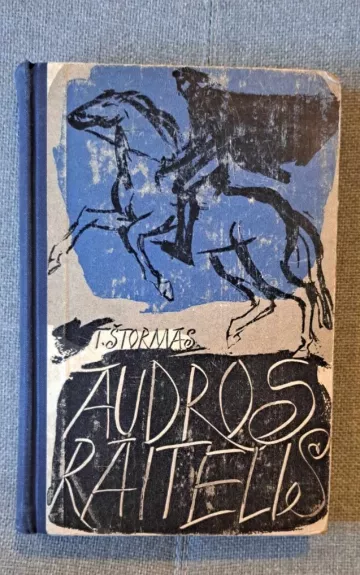 T. ŠTORMAS
AUDROS
RAITELIS